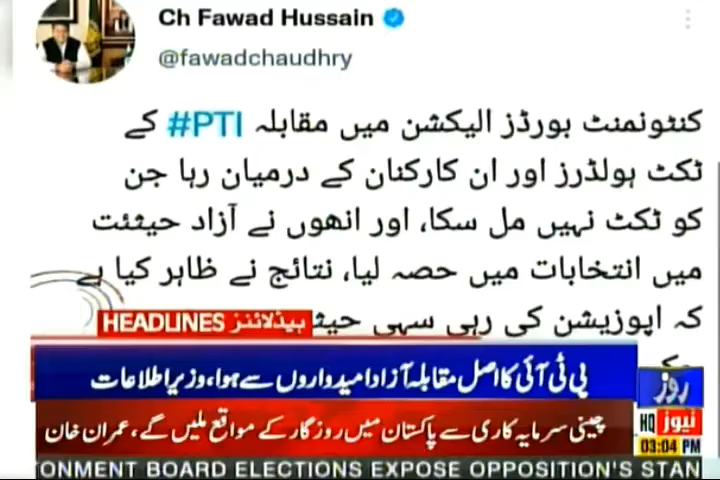 Ch Fawad Hussain
@fawadchaudhry
کنٹونمنٹ بورڈز الیکشن میں مقابلہ #PTI کے
ٹکٹ ہولڈرز اور ان کارکنان کے درمیان رہا جن
کو ٹکٹ نہیں مل سکا، اور انھوں نے آزاد حیثئت
میں انتخابات میں حصہ لیا، نتائج نے ظاہر کیا ہے
کہ اپوزیشن کی رہی سہی
HEADLINES ہیڈلائنز
پی ٹی آئی کا اصل مقابلہ آزاد امیدواروں سے ہوا، وزیر اطلاعات
چینی سرمایہ کاری سے پاکستان میں روزگار کے مواقع ملیں گے، عمران خان
روز
HQ نیوز
03:04 PM
BOARD ELECTIONS EXPOSE OPPOSITION'S